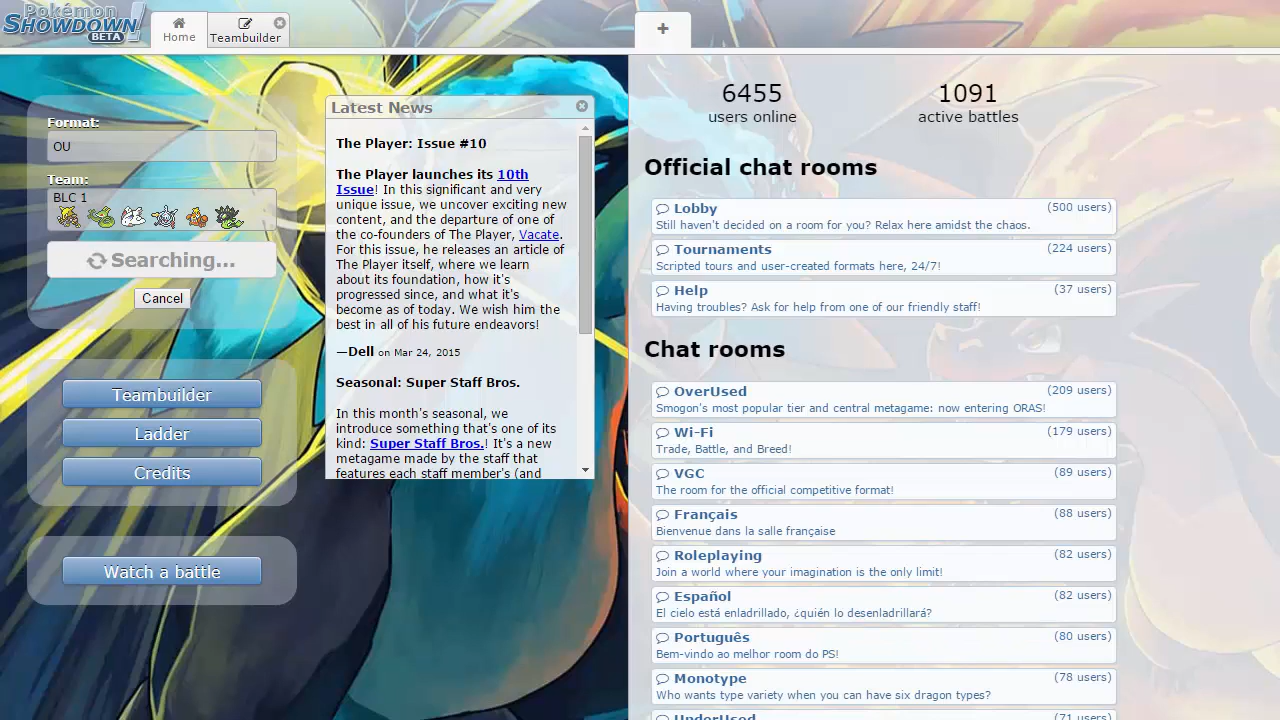 Pokémon
SHOWDOWN!
BETA
Home
Teambuilder
+
Format:
OU
Team:
BLC 1
Searching...
Cancel
Teambuilder
Ladder
Credits
Watch a battle
Latest News
The Player: Issue #10
The Player launches its 10th
Issue! In this significant and very
unique issue, we uncover exciting new
content, and the departure of one of
the co-founders of The Player, Vacate.
For this issue, he releases an article of
The Player itself, where we learn
about its foundation, how it's
progressed since, and what it's
become as of today. We wish him the
best in all of his future endeavors!
—Dell on Mar 24, 2015
Seasonal: Super Staff Bros.
In this month's seasonal, we
introduce something that's one of its
kind: Super Staff Bros.! It's a new
metagame made by the staff that
features each staff member's (and
6455
users online
1091
active battles
Official chat rooms
Lobby (500 users)
Still haven't decided on a room for you? Relax here amidst the chaos.
Tournaments (224 users)
Scripted tours and user-created formats here, 24/7!
Help (37 users)
Having troubles? Ask for help from one of our friendly staff!
Chat rooms
OverUsed (209 users)
Smogon's most popular tier and central metagame: now entering ORAS!
Wi-Fi (179 users)
Trade, Battle, and Breed!
VGC (89 users)
The room for the official competitive format!
Français (88 users)
Bienvenue dans la salle française
Roleplaying (82 users)
Join a world where your imagination is the only limit!
Español (82 users)
El cielo está enladrillado, ¿quién lo desenladrillará?
Português (80 users)
Bem-vindo ao melhor room do PS!
Monotype (78 users)
Who wants type variety when you can have six dragon types?
UnderUsed (71 users)